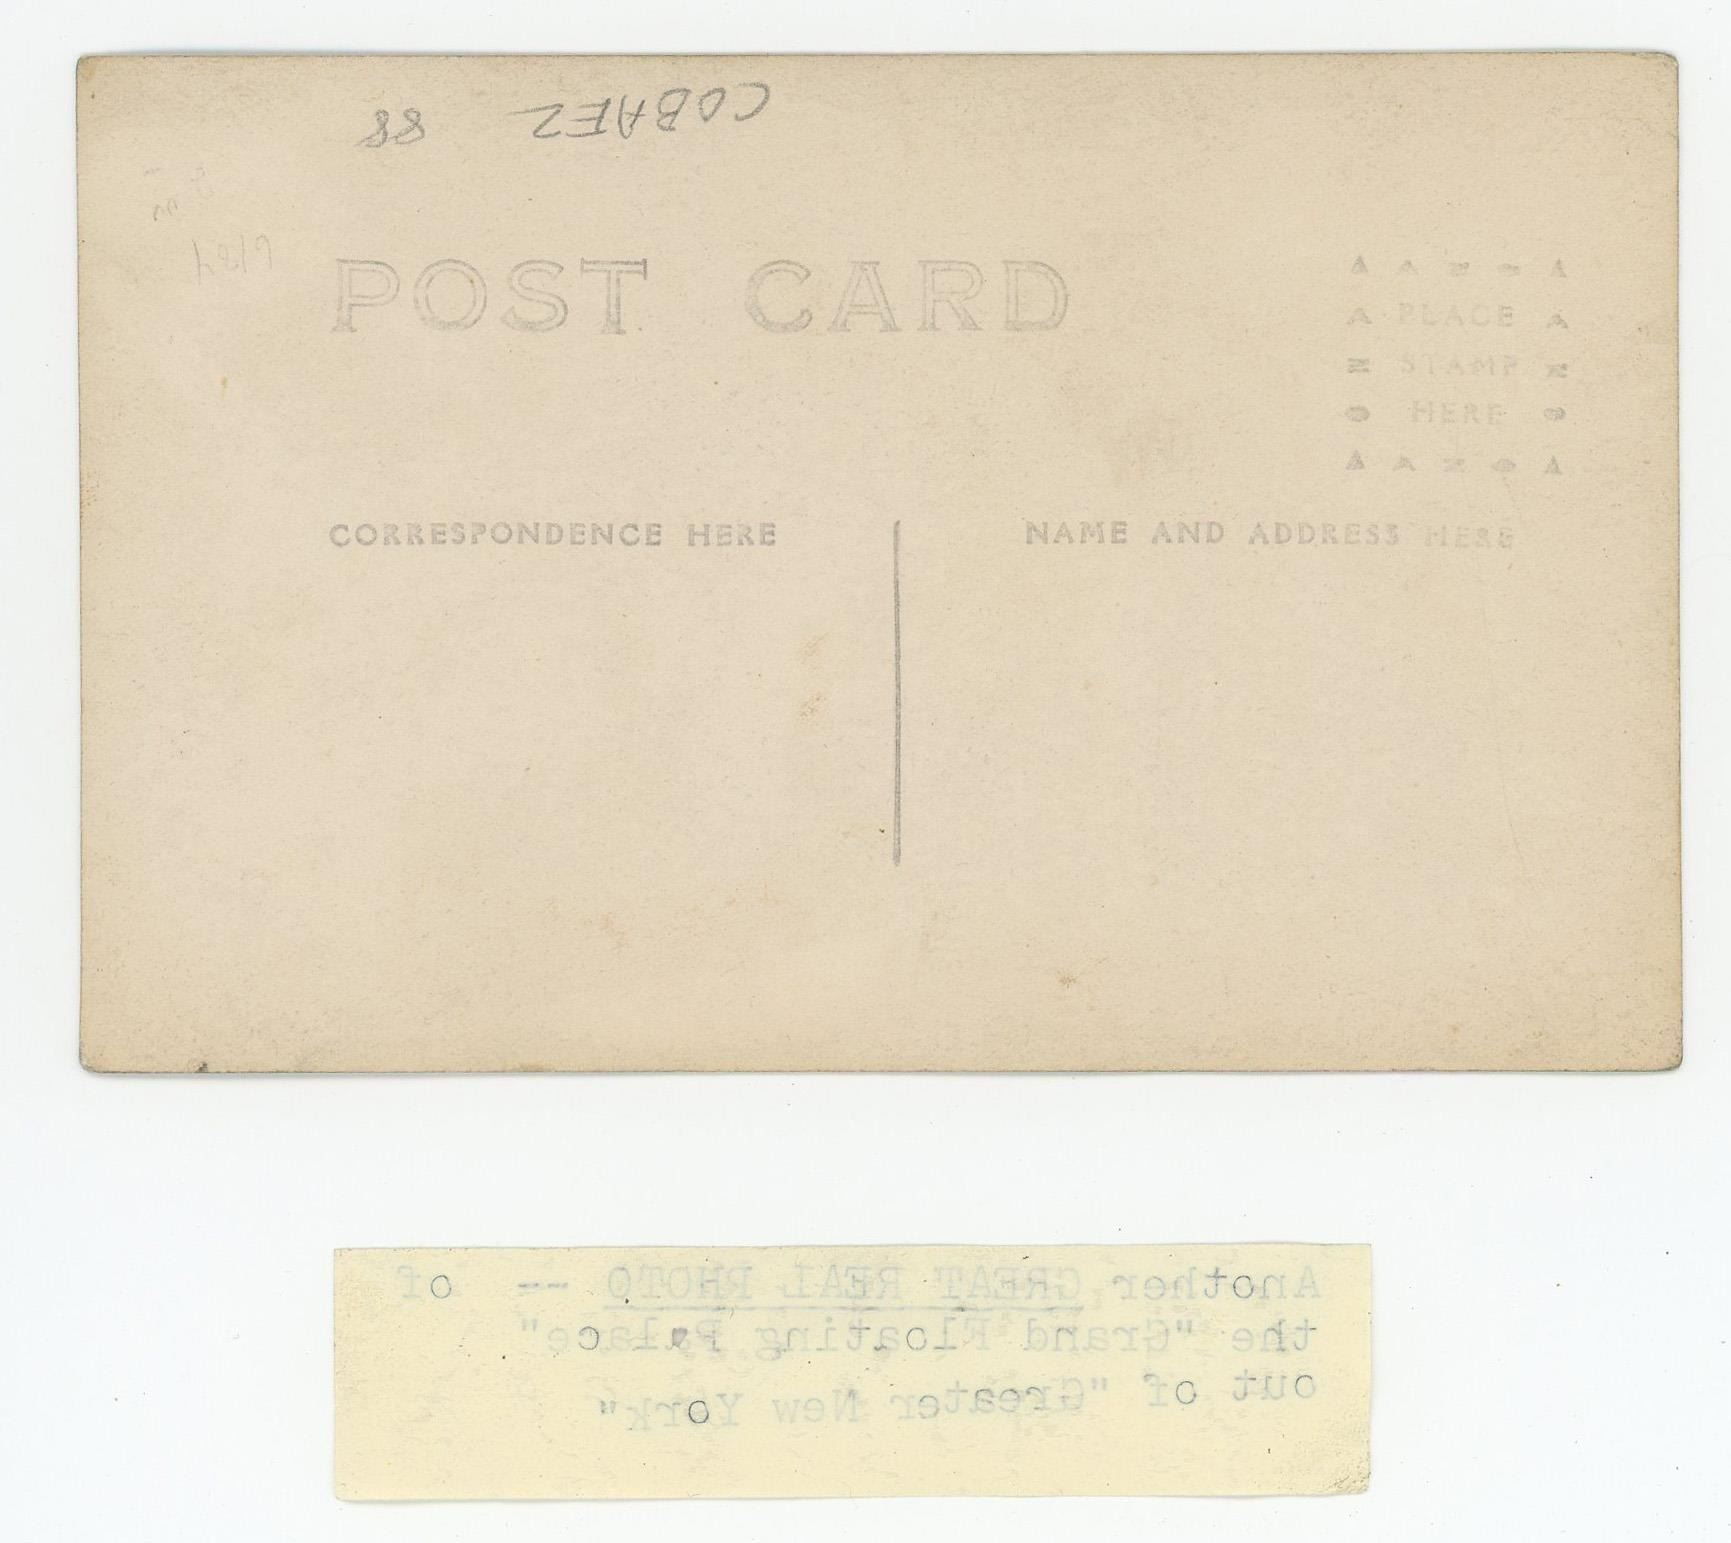 COBAEZ 88
POST CARD
PLACE
STAMP
HERE
CORRESPONDENCE HERE
NAME AND ADDRESS HERE
Another GREAT REAL PHOTO -- of
the "Grand Floating Palace"
out of "Greater New York"